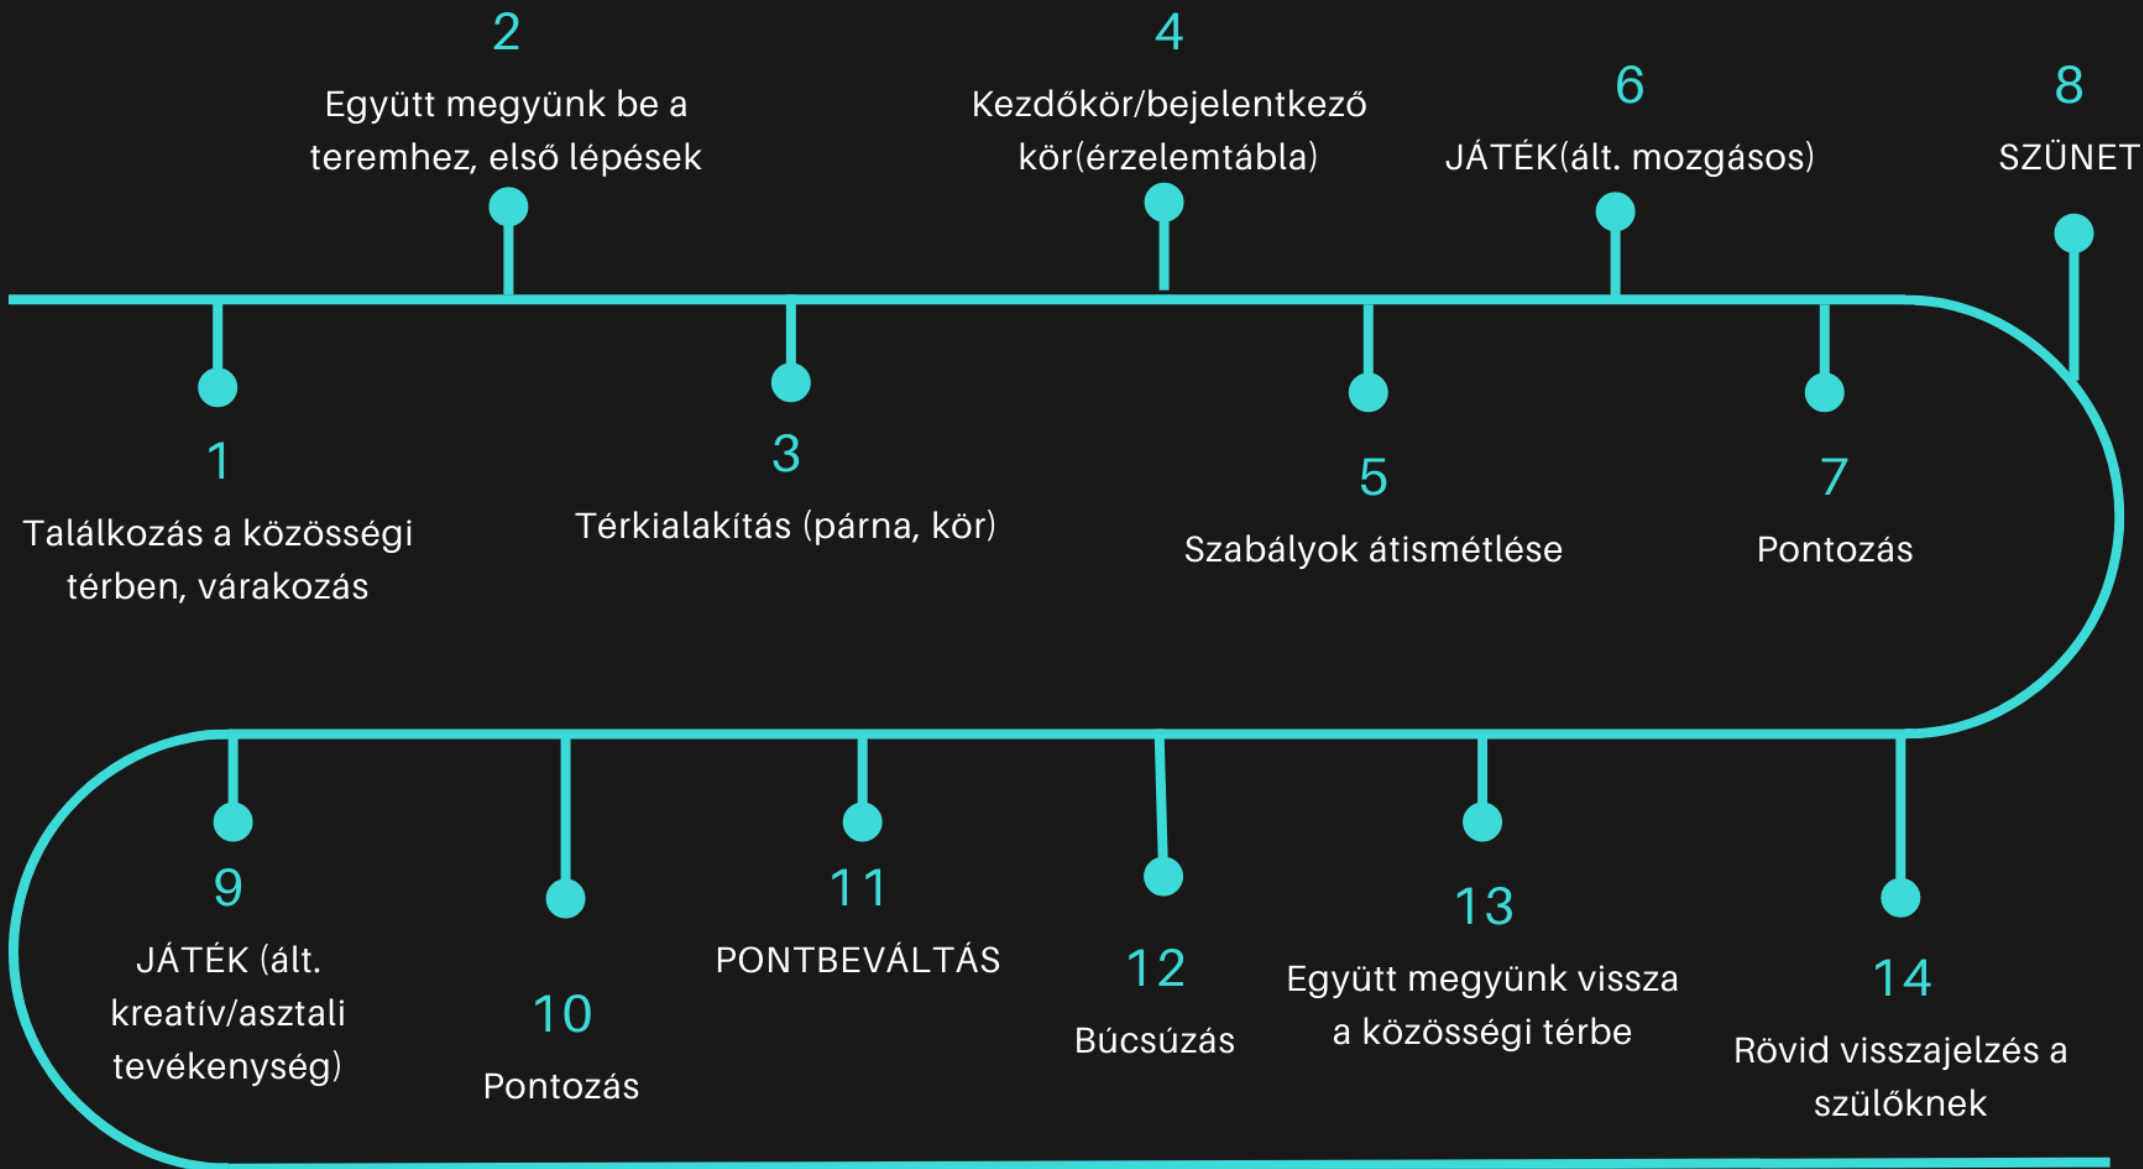 1
Találkozás a közösségi
térben, várakozás
2
Együtt megyünk be a
teremhez, első lépések
3
Térkialakítás (párna, kör)
4
Kezdőkör/bejelentkező
kör(érzelemtábla)
5
Szabályok átismétlése
6
JÁTÉK(ált. mozgásos)
7
Pontozás
8
SZÜNET
9
JÁTÉK (ált.
kreatív/asztali
tevékenység)
10
Pontozás
11
PONTBEVÁLTÁS
12
Búcsúzás
13
Együtt megyünk vissza
a közösségi térbe
14
Rövid visszajelzés a
szülőknek